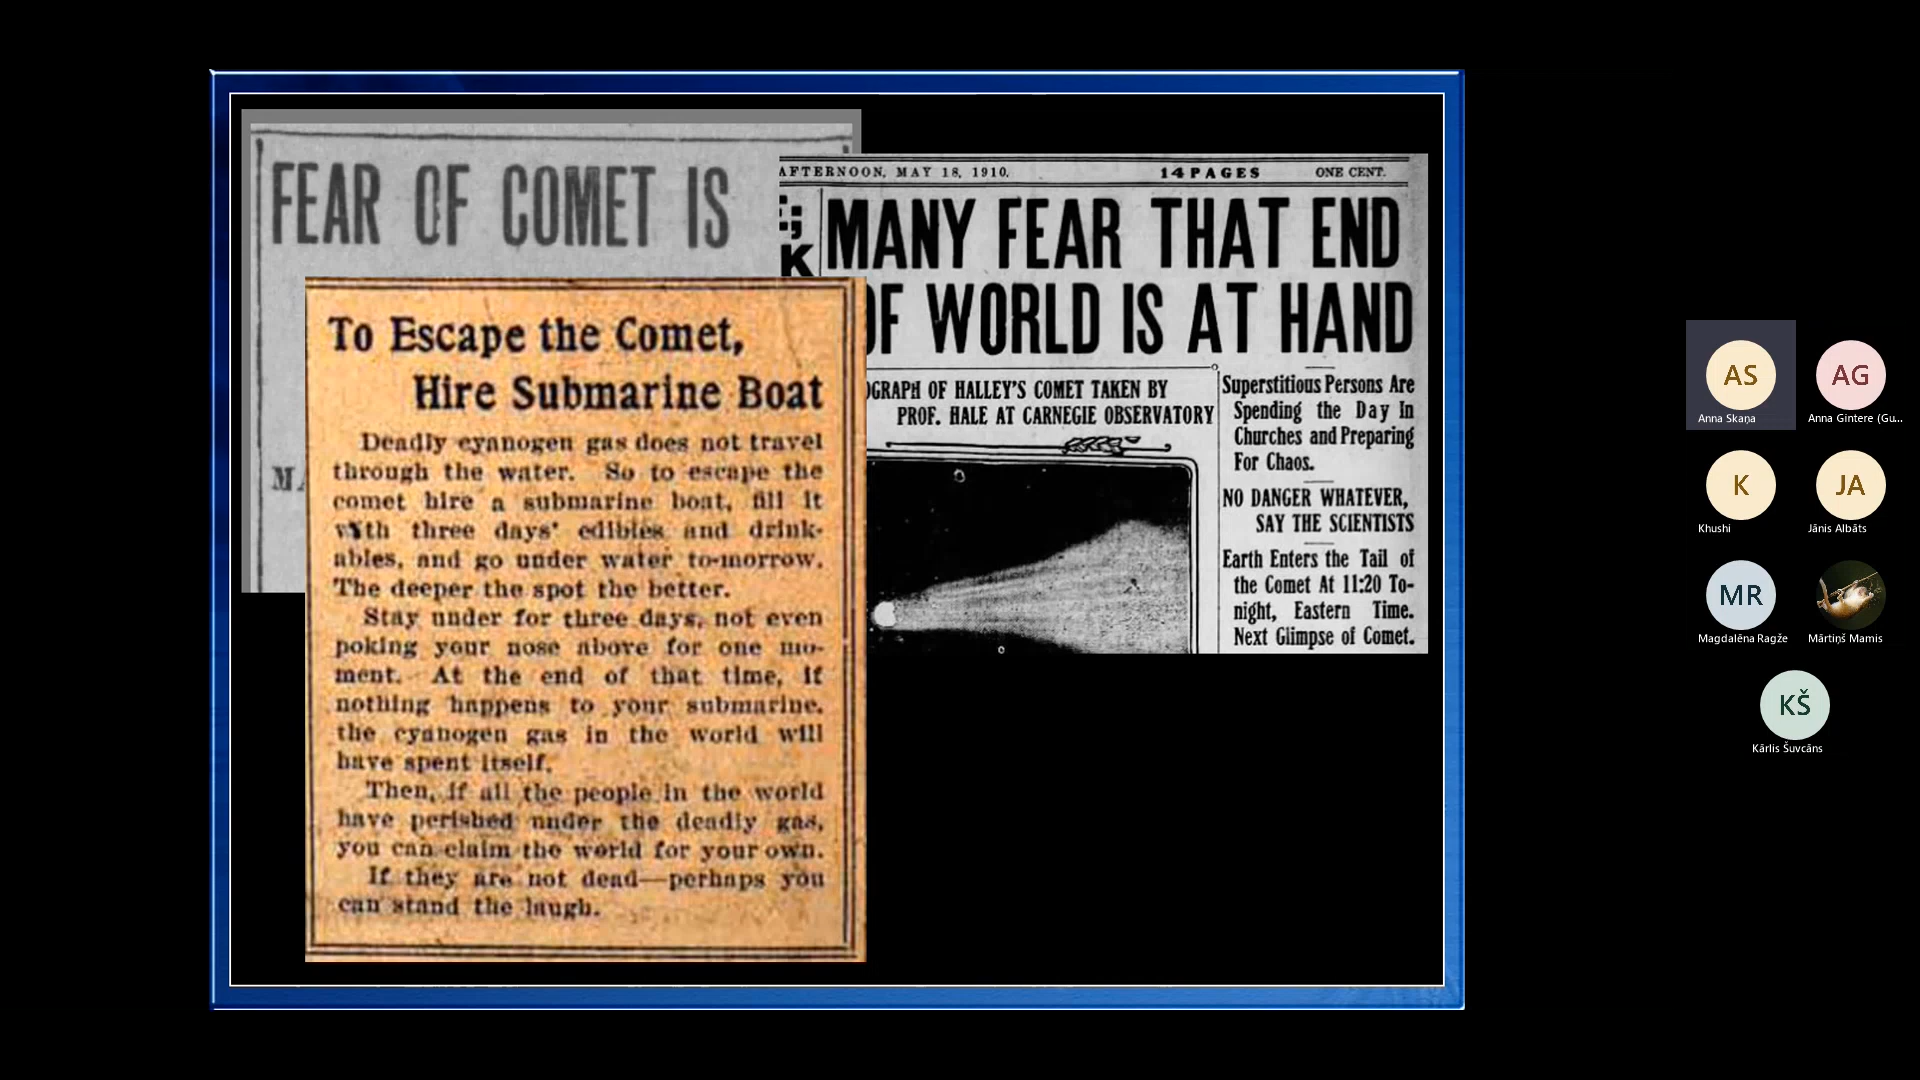 FEAR OF COMET IS
AFTERNOON, MAY 18, 1910. 14 PAGES ONE CENT.
MANY FEAR THAT END
OF WORLD IS AT HAND
OGRAPH OF HALLEY'S COMET TAKEN BY
PROF. HALE AT CARNEGIE OBSERVATORY
Superstitious Persons Are
Spending the Day In
Churches and Preparing
For Chaos.
NO DANGER WHATEVER,
SAY THE SCIENTISTS
Earth Enters the Tail of
the Comet At 11:20 To-
night, Eastern Time.
Next Glimpse of Comet.
To Escape the Comet,
Hire Submarine Boat
Deadly cyanogen gas does not travel
through the water. So to escape the
comet hire a submarine boat, fill it
with three days' edibles and drink-
ables, and go under water to-morrow.
The deeper the spot the better.
Stay under for three days, not even
poking your nose above for one mo-
ment. At the end of that time, if
nothing happens to your submarine,
the cyanogen gas in the world will
have spent itself.
Then, if all the people in the world
have perished under the deadly gas,
you can claim the world for your own.
If they are not dead—perhaps you
can stand the laugh.
AS
Anna Skaņa
AG
Anna Gintere (Gu...
K
Khushi
JA
Jānis Albāts
MR
Magdalēna Ragže
Mārtiņš Mamis
KŠ
Kārlis Šuvcāns